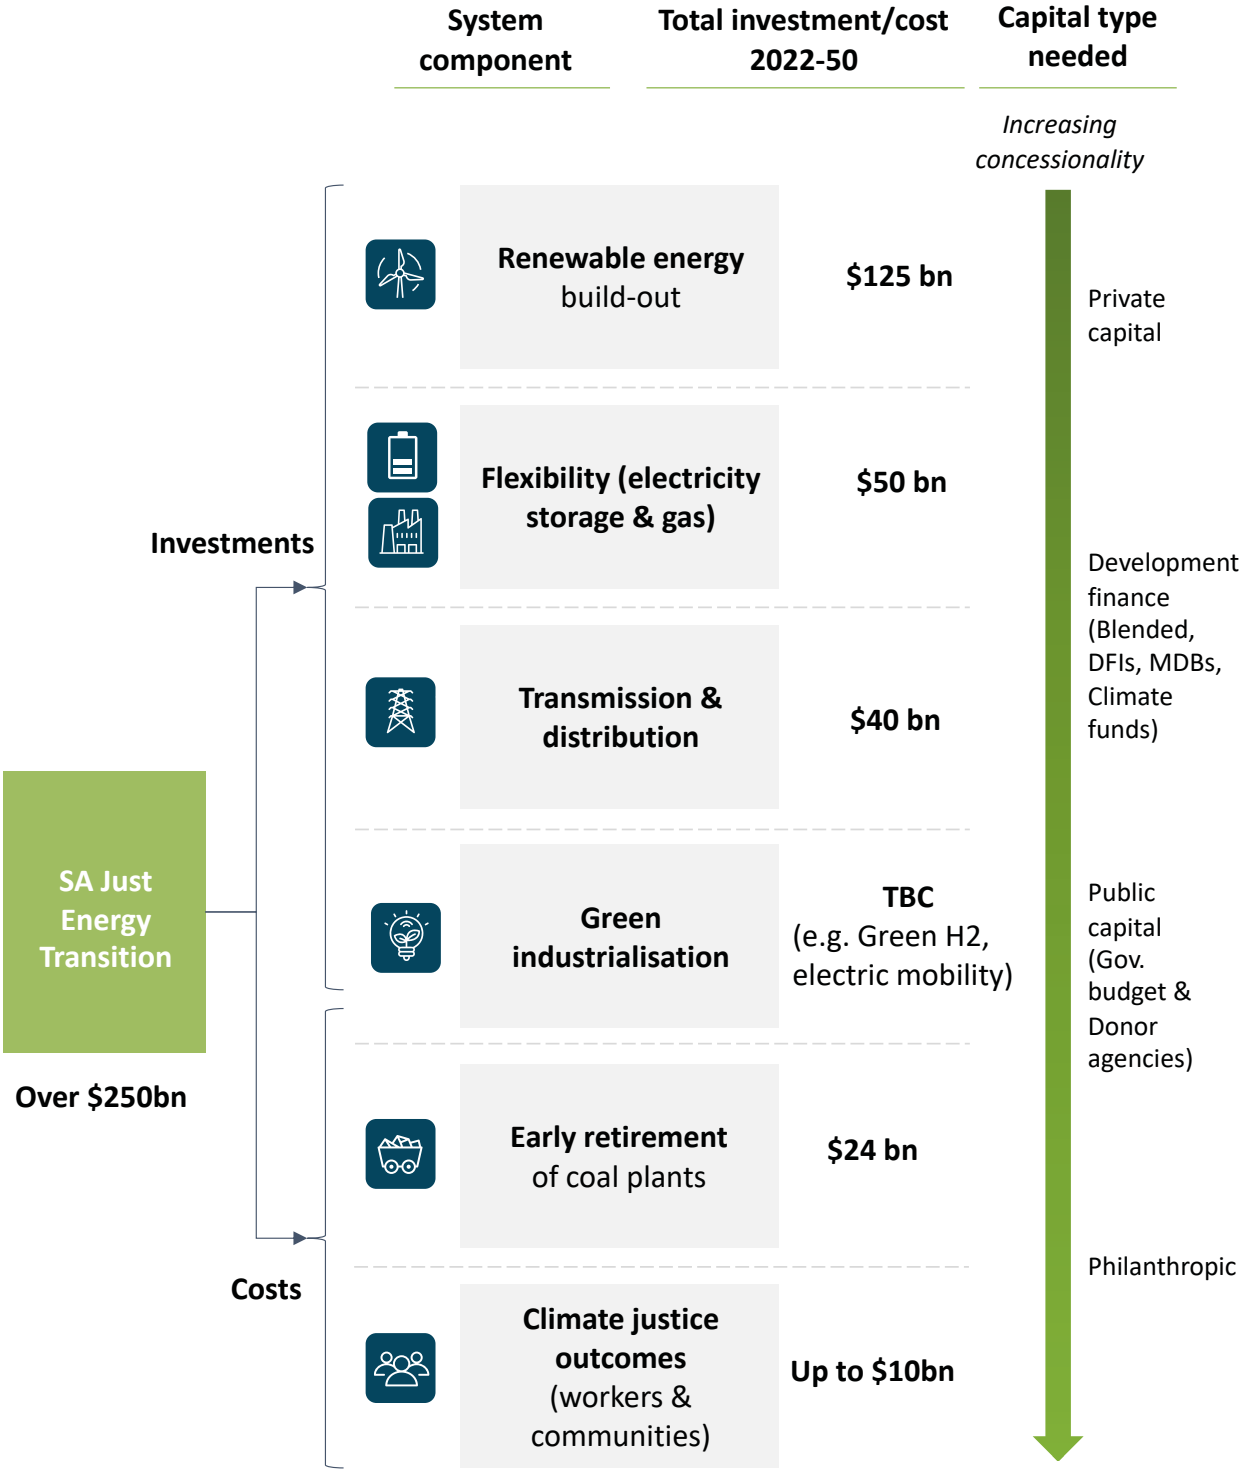 System
component
Total investment/cost
2022-50
Capital type
needed
Increasing
concessionality
Renewable energy
build-out
$125 bn
Private
capital
Flexibility (electricity
storage & gas)
$50 bn
Investments
Development
finance
(Blended,
DFIs, MDBs,
Climate
funds)
Transmission &
distribution
$40 bn
SA Just
Energy
Transition
Over $250bn
Green
industrialisation
TBC
(e.g. Green H2,
electric mobility)
Public
capital
(Gov.
budget &
Donor
agencies)
Early retirement
of coal plants
$24 bn
Costs
Philanthropic
Climate justice
outcomes
(workers &
communities)
Up to $10bn